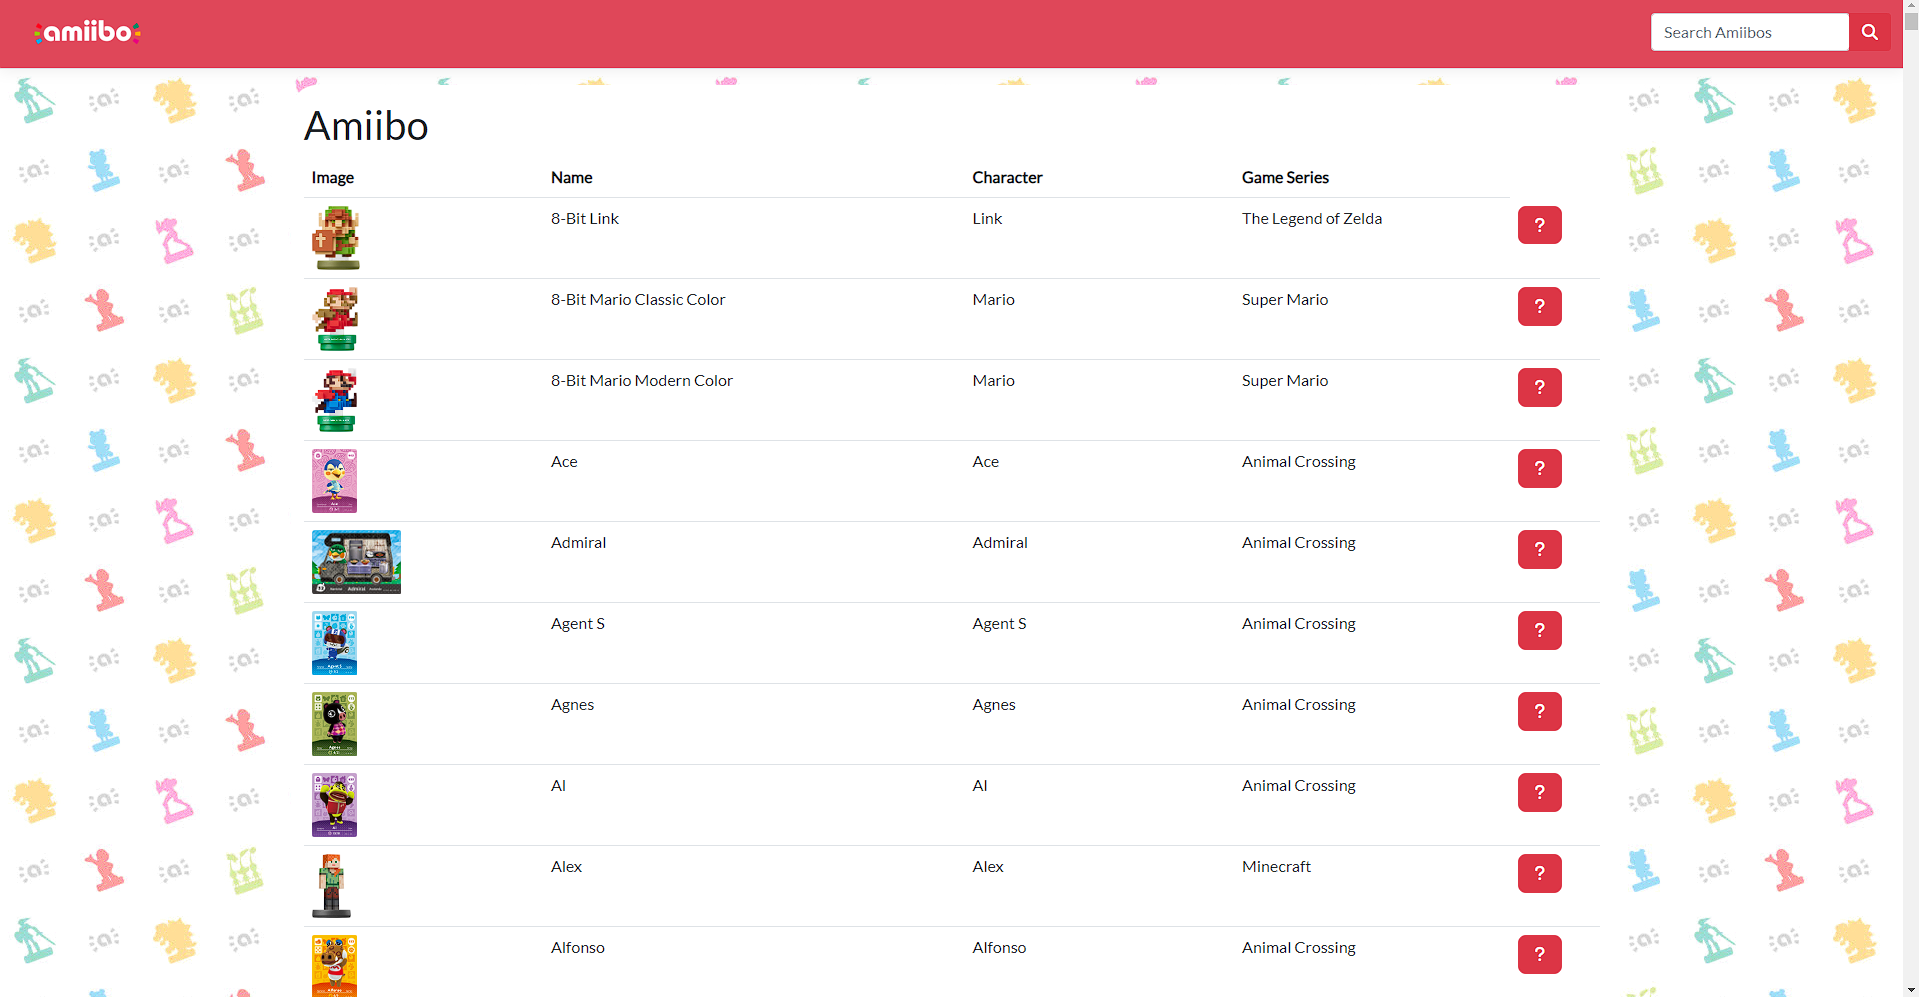 amiibo
Search Amiibos
Amiibo
Image Name Character Game Series
8-Bit Link Link The Legend of Zelda ?
8-Bit Mario Classic Color Mario Super Mario ?
8-Bit Mario Modern Color Mario Super Mario ?
Ace Ace Animal Crossing ?
Admiral Admiral Animal Crossing ?
Agent S Agent S Animal Crossing ?
Agnes Agnes Animal Crossing ?
Al Al Animal Crossing ?
Alex Alex Minecraft ?
Alfonso Alfonso Animal Crossing ?